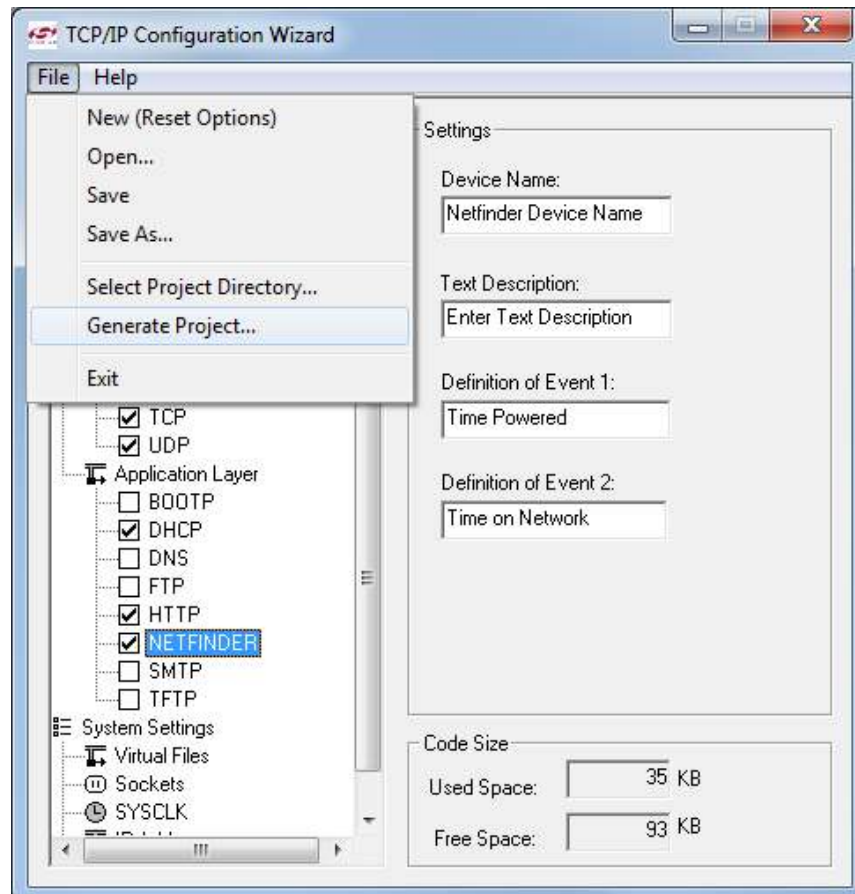 TCP/IP Configuration Wizard
File Help
New (Reset Options)
Open...
Save
Save As...
Select Project Directory...
Generate Project...
Exit
TCP
UDP
Application Layer
BOOTP
DHCP
DNS
FTP
HTTP
NETFINDER
SMTP
TFTP
System Settings
Virtual Files
Sockets
SYSCLK
Settings
Device Name:
Netfinder Device Name
Text Description:
Enter Text Description
Definition of Event 1:
Time Powered
Definition of Event 2:
Time on Network
Code Size
Used Space: 35 KB
Free Space: 93 KB